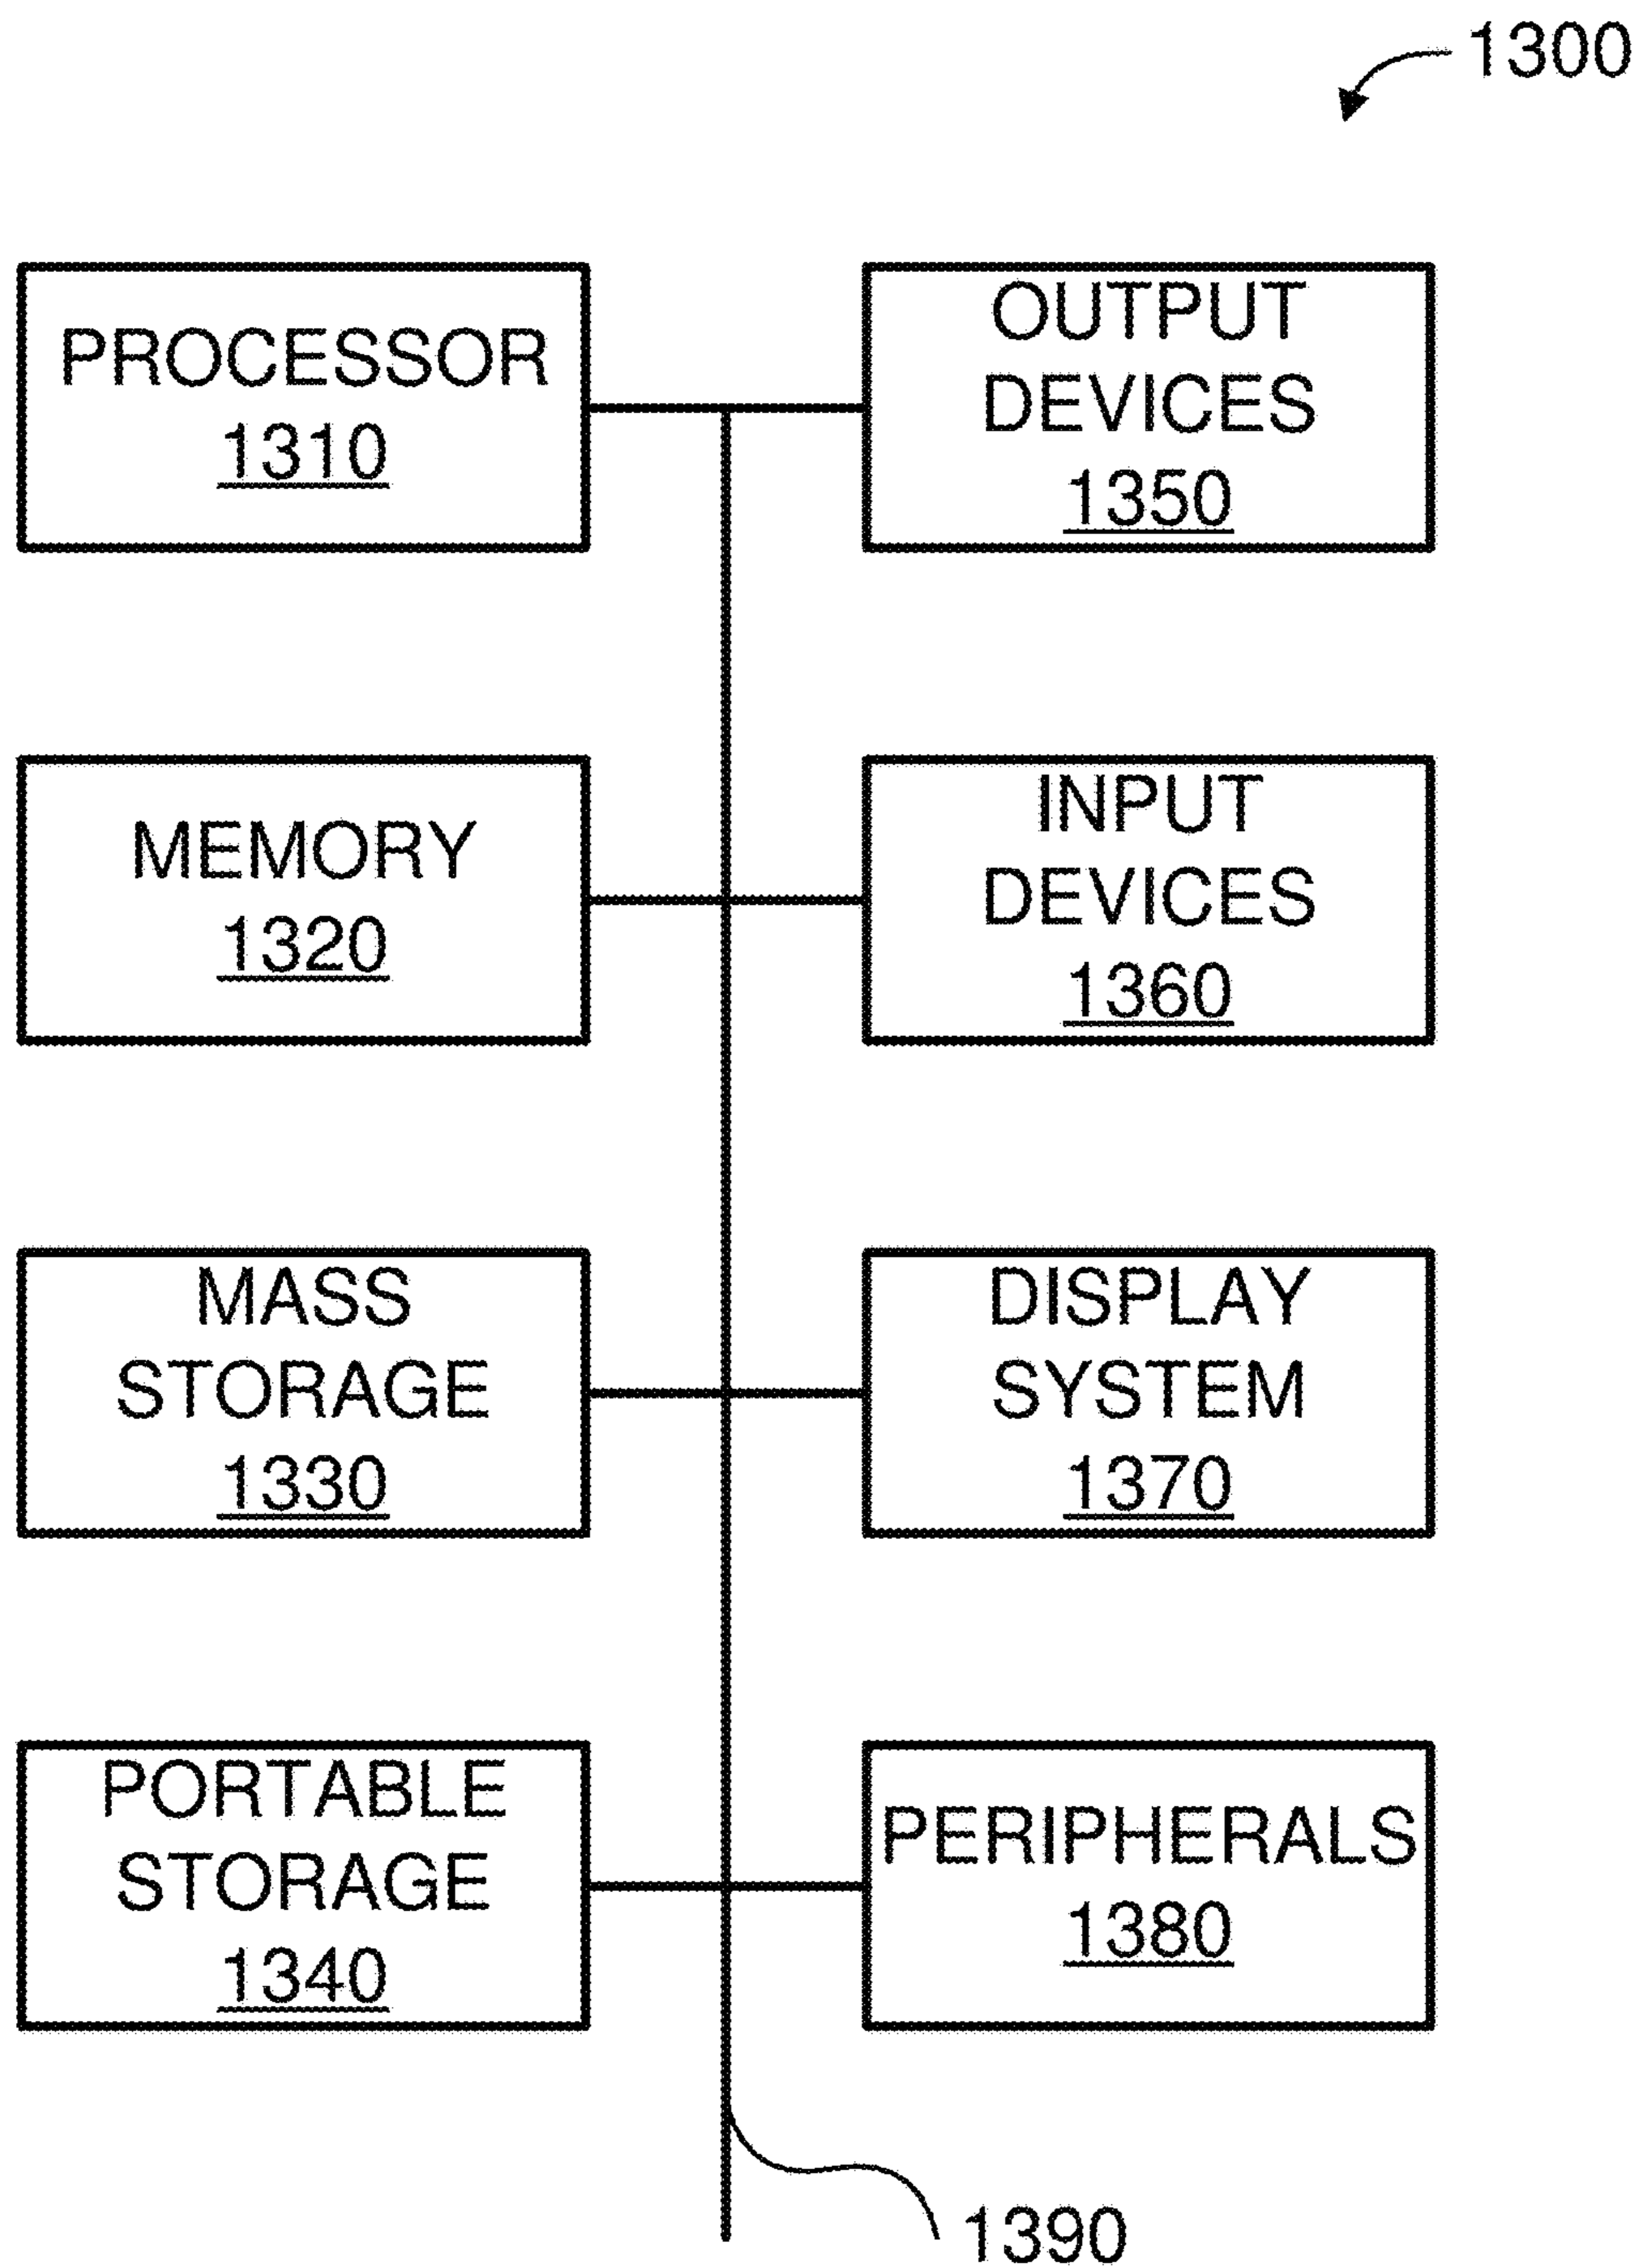 1300
PROCESSOR
1310
OUTPUT
DEVICES
1350
MEMORY
1320
INPUT
DEVICES
1360
MASS
STORAGE
1330
DISPLAY
SYSTEM
1370
PORTABLE
STORAGE
1340
PERIPHERALS
1380
1390